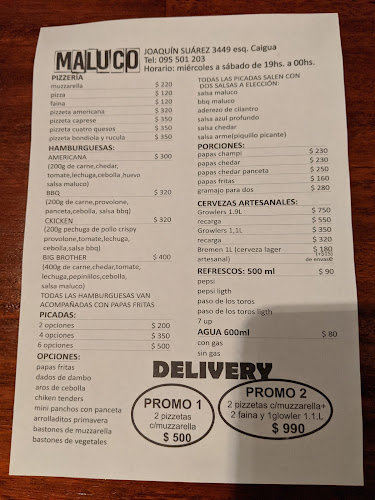 MALUCO
JOAQUÍN SUÁREZ 3449 esq. Caigua
Tel: 095 501 203
Horario: miércoles a sábado de 19hs. a 00hs.
PIZZERÍA
muzzarella $ 220
pizza $ 120
faina $ 120
pizzeta americana $ 320
pizzeta caprese $ 350
pizzeta cuatro quesos $ 350
pizzeta bondiola y rucula $ 350
HAMBURGUESAS:
AMERICANA $ 300
(200g de carne,chedar,
tomate,lechuga,cebolla,huevo
salsa maluco)
BBQ $ 320
(200g de carne,provolone,
panceta,cebolla, salsa bbq)
CKICKEN $ 320
(200g pechuga de pollo crispy
provolone,tomate,lechuga,
cebolla,salsa bbq)
BIG BROTHER $ 400
(400g de carne,chedar,tomate,
lechuga,pepinillos,cebolla,
salsa maluco)
TODAS LAS HAMBURGUESAS VAN
ACOMPAÑADAS CON PAPAS FRITAS
PICADAS:
2 opciones $ 200
4 opciones $ 350
6 opciones $ 500
OPCIONES:
papas fritas
dados de dambo
aros de cebolla
chiken tenders
mini panchos con panceta
arrolladitos primavera
bastones de muzzarella
bastones de vegetales
TODAS LAS PICADAS SALEN CON
DOS SALSAS A ELECCIÓN:
salsa maluco
bbq maluco
aderezo de cilantro
salsa azul profundo
salsa chedar
salsa arme(piquillo picante)
PORCIONES:
papas champi $ 230
papas chedar $ 230
papas chedar panceta $ 250
papas fritas $ 160
gramajo para dos $ 280
CERVEZAS ARTESANALES:
Growlers 1.9L $ 750
recarga $ 550
Growlers 1,1L $ 350
recarga $ 320
Bremen 1L (cerveza lager $ 180
artesanal) (+$15)
de envase
REFRESCOS: 500 ml $ 90
pepsi
pepsi ligth
paso de los toros
paso de los toros ligth
7 up
AGUA 600ml $ 80
con gas
sin gas
DELIVERY
PROMO 1
2 pizzetas
c/muzzarella
$ 500
PROMO 2
2 pizzetas c/muzzarella+
2 faina y 1glowler 1.1.L
$ 990